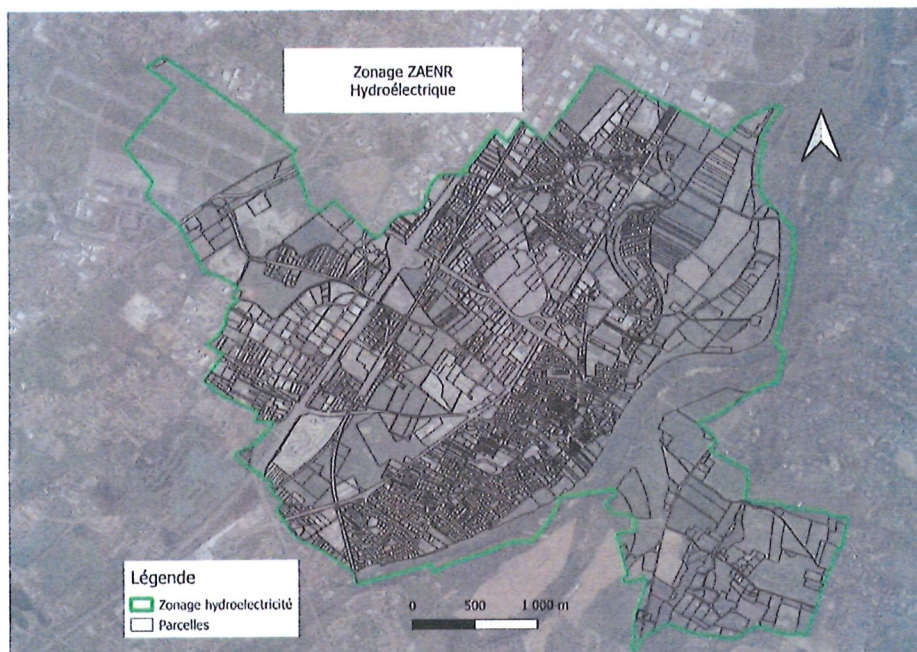 Zonage ZAENR
Hydroélectrique
Légende
Zonage hydroelectricité
Parcelles
0 500 1 000 m